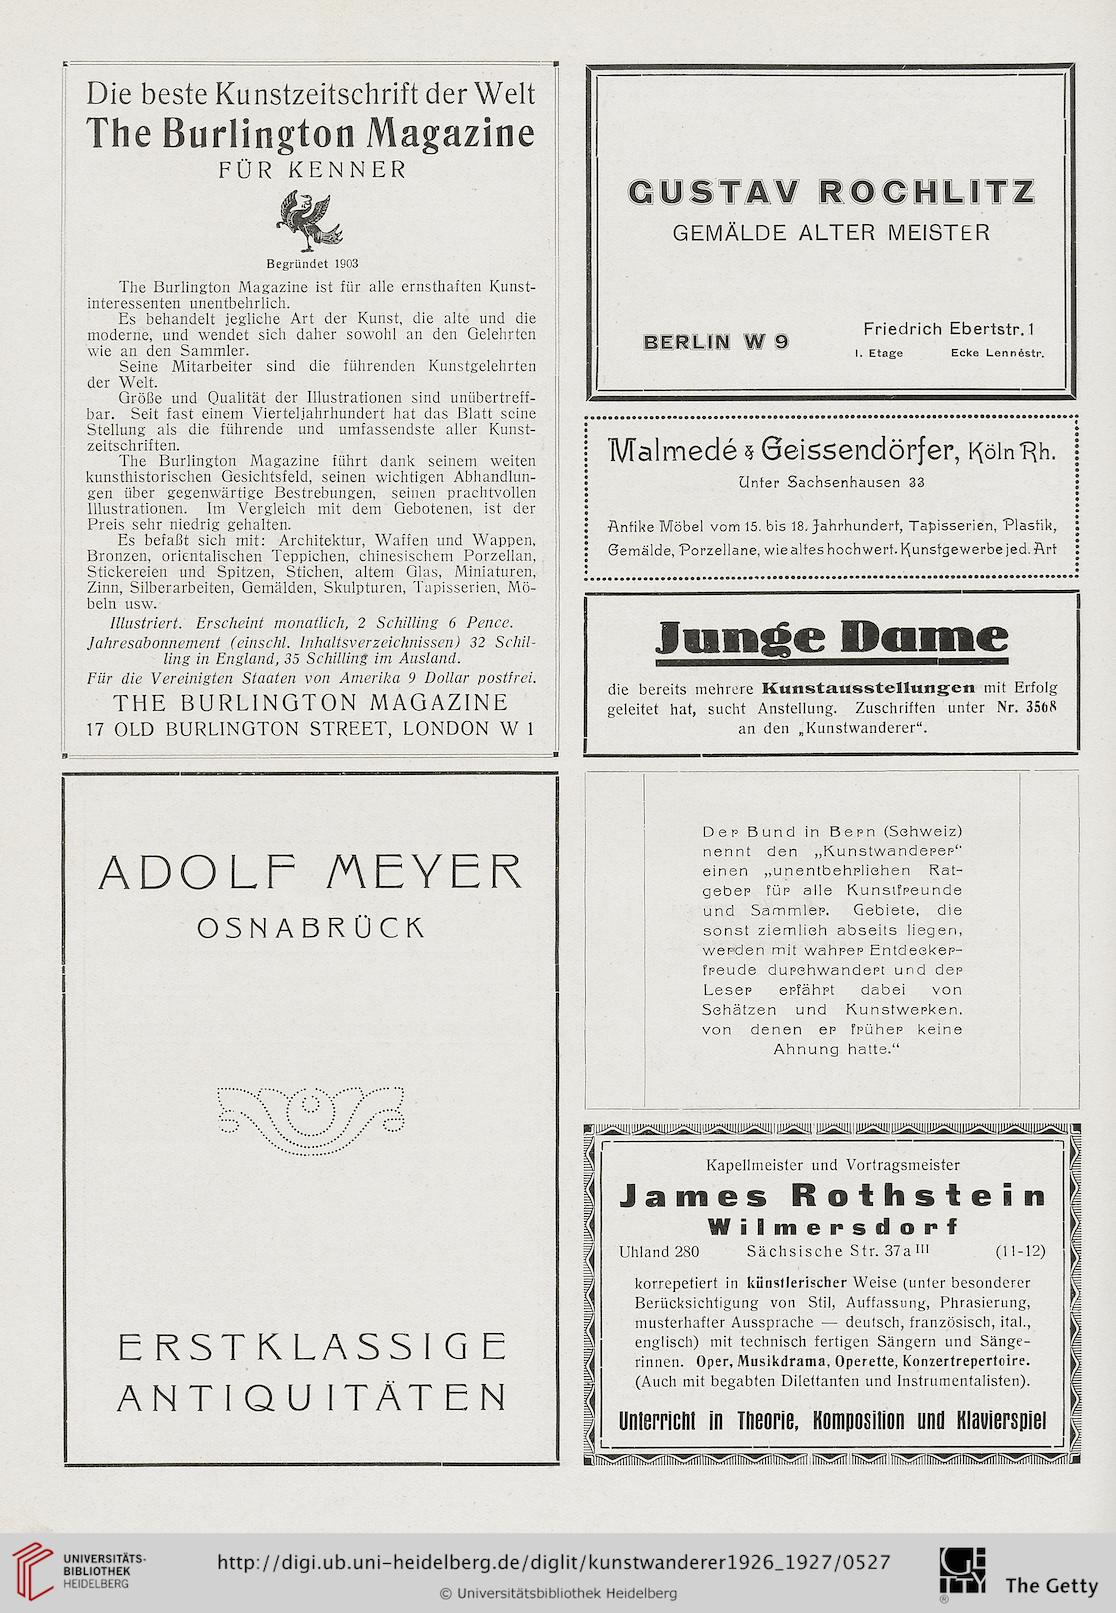 Die beste Kunstzeitschrift der Welt
The Burlington Magazine
FÜR KENNER
Begründet 1903
The Burlington Magazine ist für alle ernsthaften Kunst-
interessenten unentbehrlich.
Es behandelt jegliche Art der Kunst, die alte und die
moderne, und wendet sich daher sowohl an den Gelehrten
wie an den Sammler.
Seine Mitarbeiter sind die führenden Kunstgelehrten
der Welt.
Größe und Qualität der Illustrationen sind unübertreff-
bar. Seit fast einem Vierteljahrhundert hat das Blatt seine
Stellung als die führende und umfassendste aller Kunst-
zeitschriften.
The Burlington Magazine führt dank seinem weiten
kunsthistorischen Gesichtsfeld, seinen wichtigen Abhandlun-
gen über gegenwärtige Bestrebungen, seinen prachtvollen
Illustrationen. Im Vergleich mit dem Gebotenen, ist der
Preis sehr niedrig gehalten.
Es befaßt sich mit: Architektur, Waffen und Wappen,
Bronzen, orientalischen Teppichen, chinesischem Porzellan,
Stickereien und Spitzen, Stichen, altem Glas, Miniaturen,
Zinn, Silberarbeiten, Gemälden, Skulpturen, Tapisserien, Mö-
beln usw.
Illustriert. Erscheint monatlich, 2 Schilling 6 Pence.
Jahresabonnement (einschl. Inhaltsverzeichnissen) 32 Schil-
ling in England, 35 Schilling im Ausland.
Für die Vereinigten Staaten von Amerika 9 Dollar postfrei.
THE BURLINGTON MAGAZINE
17 OLD BURLINGTON STREET, LONDON W 1
ADOLF MEYER
OSNABRÜCK
ERSTKLASSIGE
ANTIQUITÄTEN
GUSTAV ROCHLITZ
GEMÄLDE ALTER MEISTER
BERLIN W 9
Friedrich Ebertstr. 1
I. Etage Ecke Lennéstr.
Malmedé & Geissendörfer, Köln Rh.
Unter Sachsenhausen 33
Antike Möbel vom 15. bis 18. Jahrhundert, Tapisserien, Plastik,
Gemälde, Porzellane, wie altes hochwert. Kunstgewerbe jed. Art
Junge Dame
die bereits mehrere Kunstausstellungen mit Erfolg
geleitet hat, sucht Anstellung. Zuschriften unter Nr. 3568
an den „Kunstwanderer“.
Der Bund in Bern (Schweiz)
nennt den „Kunstwanderer“
einen „unentbehrlichen Rat-
geber für alle Kunstfreunde
und Sammler. Gebiete, die
sonst ziemlich abseits liegen,
werden mit wahrer Entdecker-
freude durchwandert und der
Leser erfährt dabei von
Schätzen und Kunstwerken,
von denen er früher keine
Ahnung hatte.“
Kapellmeister und Vortragsmeister
James Rothstein
Wilmersdorf
Uhland 280 Sächsische Str. 37a III (11-12)
korrepetiert in künstlerischer Weise (unter besonderer
Berücksichtigung von Stil, Auffassung, Phrasierung,
musterhafter Aussprache — deutsch, französisch, ital.,
englisch) mit technisch fertigen Sängern und Sänge-
rinnen. Oper, Musikdrama, Operette, Konzertrepertoire.
(Auch mit begabten Dilettanten und Instrumentalisten).
Unterricht in Theorie, Komposition und Klavierspiel
UNIVERSITÄTS-
BIBLIOTHEK
HEIDELBERG
http://digi.ub.uni-heidelberg.de/diglit/kunstwanderer1926_1927/0527
© Universitätsbibliothek Heidelberg
GETTY
The Getty